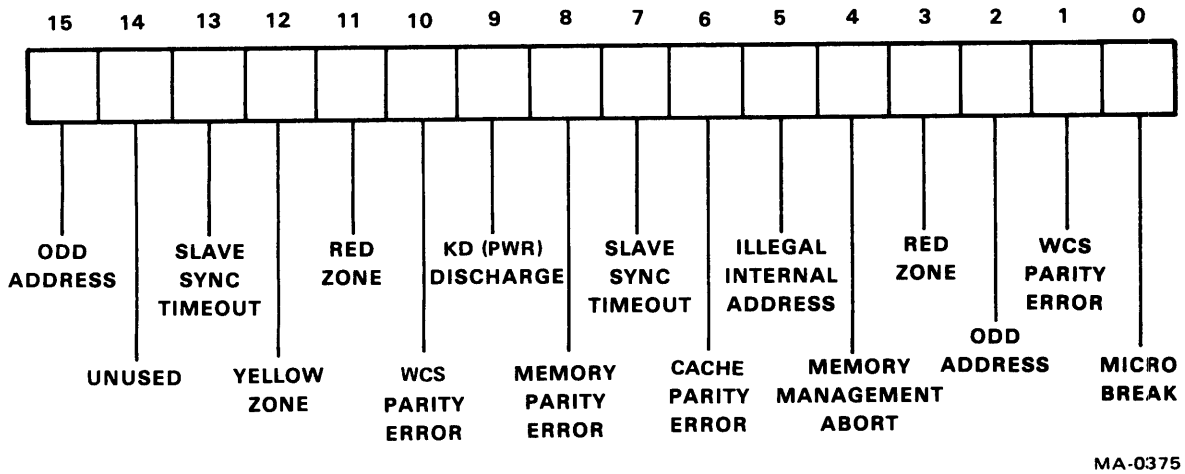 15 14 13 12 11 10 9 8 7 6 5 4 3 2 1 0
ODD
ADDRESS
UNUSED
SLAVE
SYNC
TIMEOUT
YELLOW
ZONE
RED
ZONE
WCS
PARITY
ERROR
KD (PWR)
DISCHARGE
MEMORY
PARITY
ERROR
SLAVE
SYNC
TIMEOUT
CACHE
PARITY
ERROR
ILLEGAL
INTERNAL
ADDRESS
MEMORY
MANAGEMENT
ABORT
RED
ZONE
ODD
ADDRESS
WCS
PARITY
ERROR
MICRO
BREAK
MA-0375